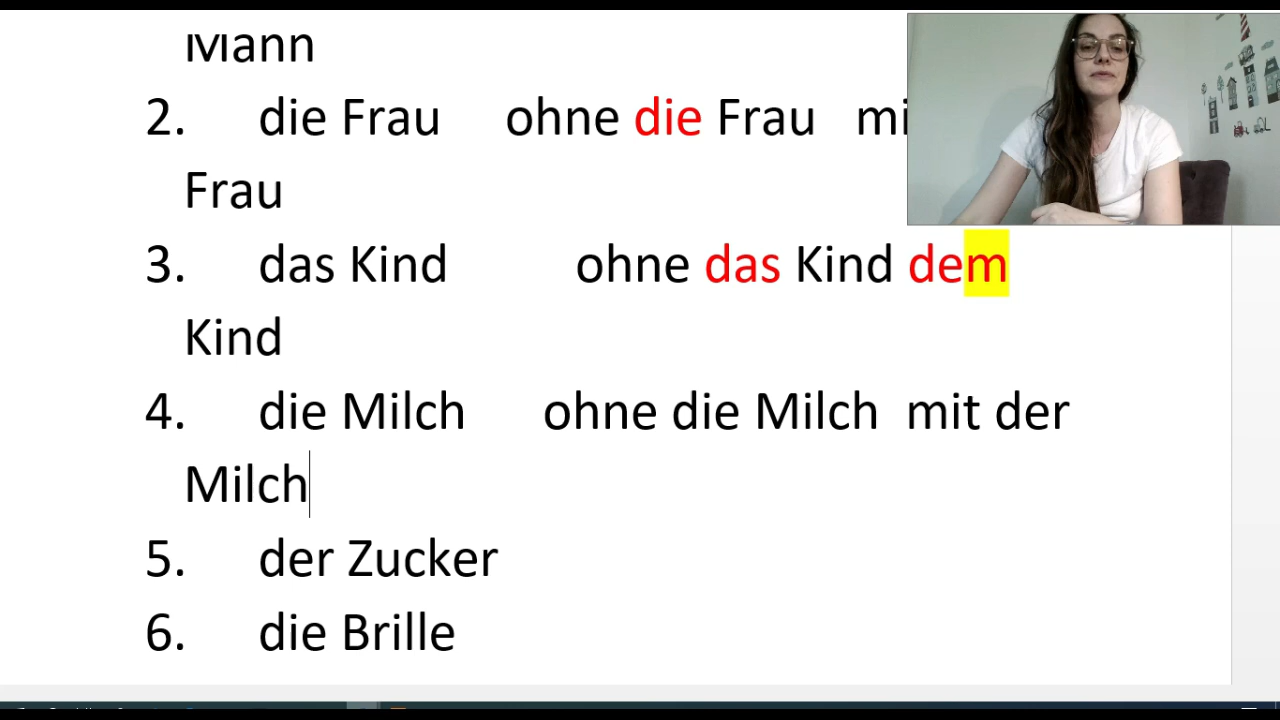 Mann
2. die Frau ohne die Frau
Frau
3. das Kind ohne das Kind dem
Kind
4. die Milch ohne die Milch mit der
Milch
5. der Zucker
6. die Brille